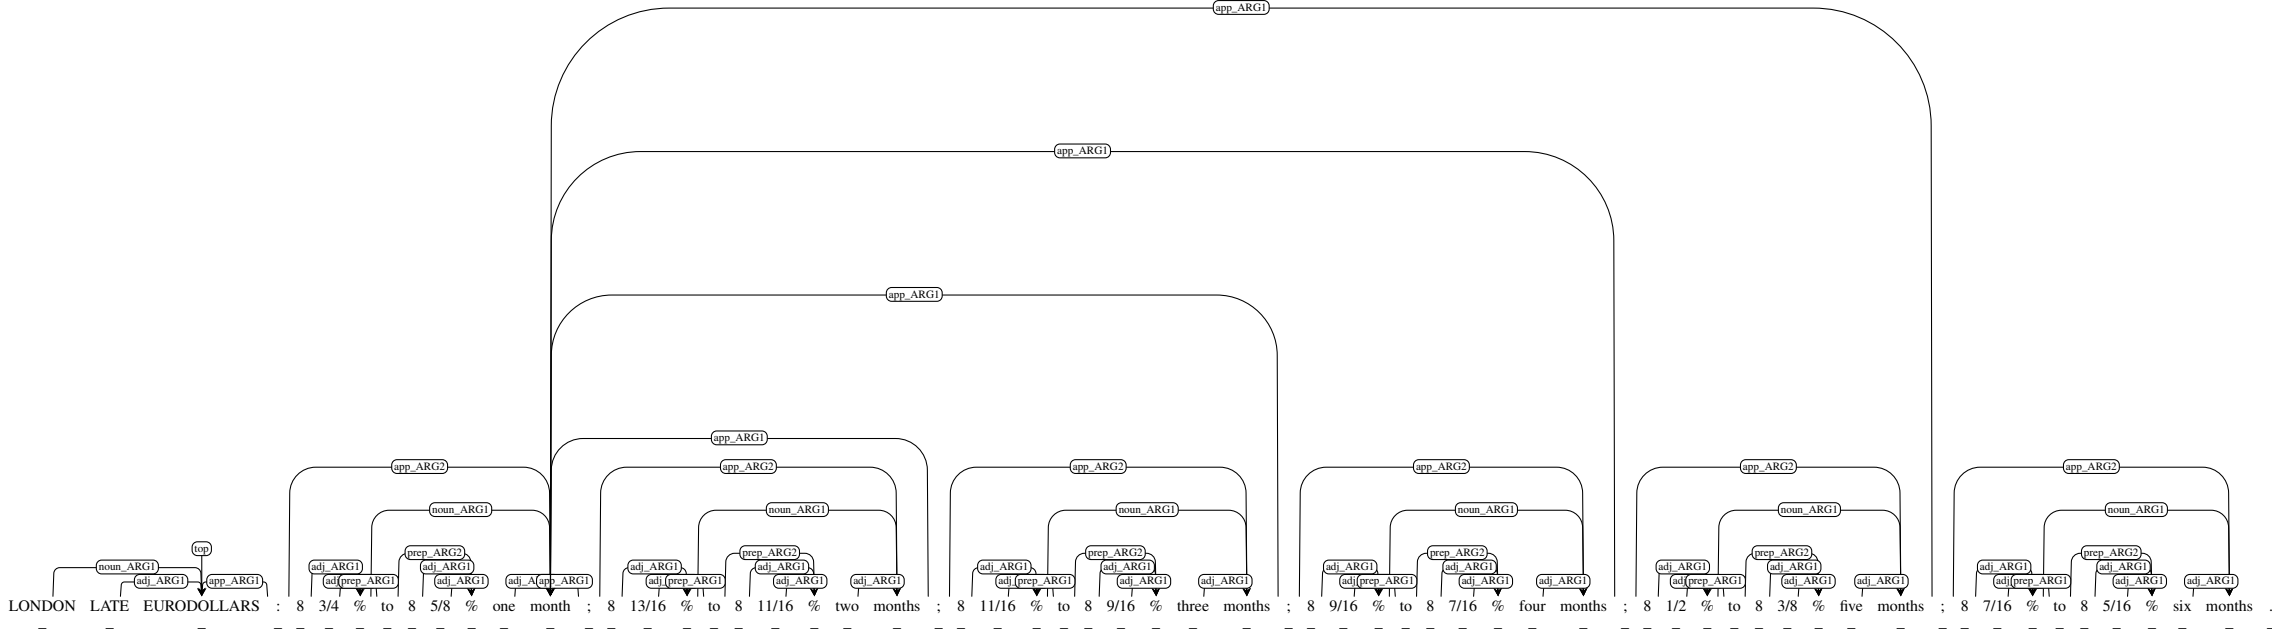 app_ARG1
app_ARG1
app_ARG1
app_ARG1
app_ARG2 app_ARG2 app_ARG2 app_ARG2 app_ARG2 app_ARG2
noun_ARG1 noun_ARG1 noun_ARG1 noun_ARG1 noun_ARG1 noun_ARG1
top prep_ARG2 prep_ARG2 prep_ARG2 prep_ARG2 prep_ARG2 prep_ARG2
noun_ARG1 adj_ARG1 adj_ARG1 adj_ARG1 adj_ARG1 adj_ARG1 adj_ARG1 adj_ARG1 adj_ARG1 adj_ARG1 adj_ARG1 adj_ARG1 adj_ARG1
adj_ARG1 app_ARG1 prep_ARG1 adj_ARG1 app_ARG1 prep_ARG1 adj_ARG1 adj_ARG1 prep_ARG1 adj_ARG1 adj_ARG1 prep_ARG1 adj_ARG1 adj_ARG1 prep_ARG1 adj_ARG1 adj_ARG1 prep_ARG1 adj_ARG1 adj_ARG1
LONDON LATE EURODOLLARS : 8 3/4 % to 8 5/8 % one month ; 8 13/16 % to 8 11/16 % two months ; 8 11/16 % to 8 9/16 % three months ; 8 9/16 % to 8 7/16 % four months ; 8 1/2 % to 8 3/8 % five months ; 8 7/16 % to 8 5/16 % six months .